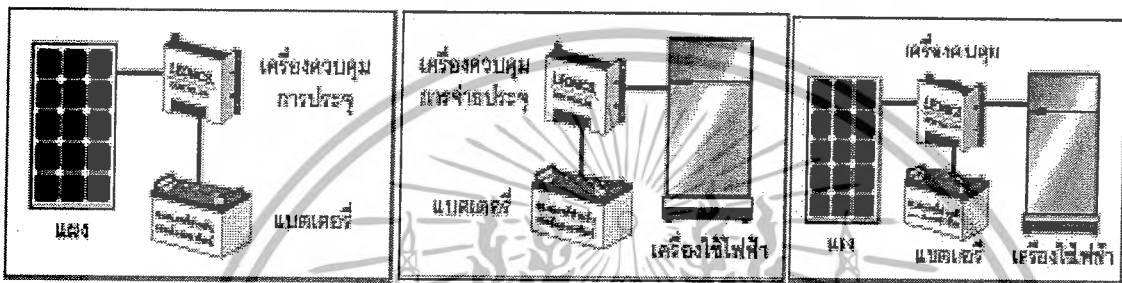 เครื่องควบคุม
การประจุ
แผง
แบตเตอรี่
เครื่องควบคุม
การจ่ายประจุ
แบตเตอรี่
เครื่องใช้ไฟฟ้า
เครื่องควบคุม
แผง
แบตเตอรี่
เครื่องใช้ไฟฟ้า